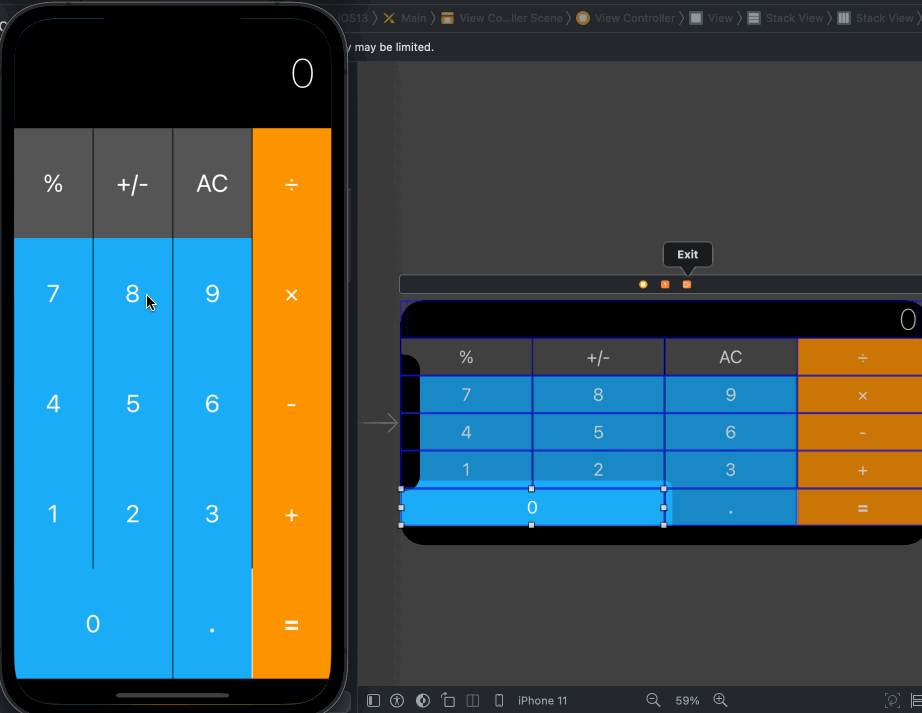 iOS13 〉 Main 〉 View Co...ller Scene 〉 View Controller 〉 View 〉 Stack View 〉 Stack View
may be limited.
0
% +/- AC ÷
7 8 9 ×
4 5 6 -
1 2 3 +
0 . =
Exit
0
% +/- AC ÷
7 8 9 ×
4 5 6 -
1 2 3 +
0 . =
iPhone 11 59%